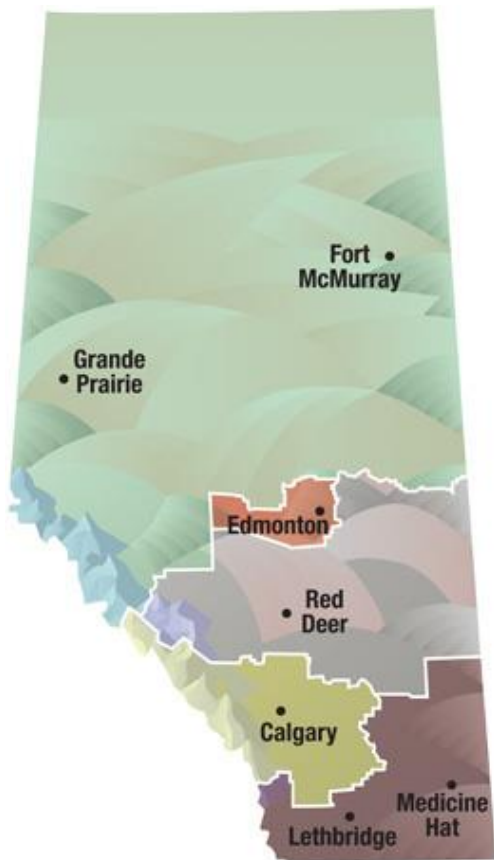 Fort
McMurray
Grande
Prairie
Edmonton
Red
Deer
Calgary
Medicine
Hat
Lethbridge